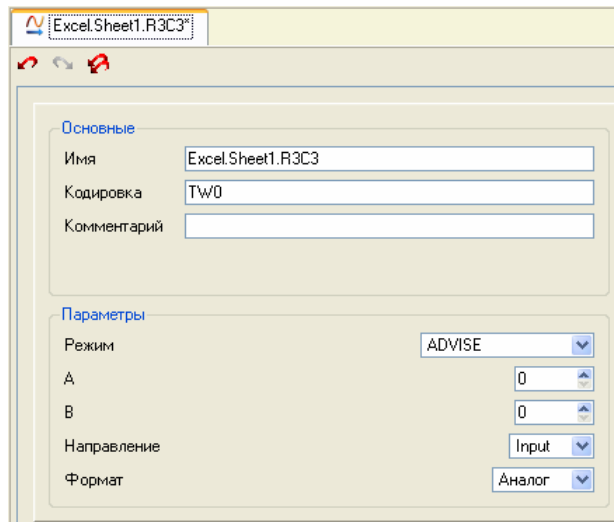 Excel.Sheet1.R3C3*
Основные
Имя Excel.Sheet1.R3C3
Кодировка TW0
Комментарий
Параметры
Режим ADVISE
A 0
B 0
Направление Input
Формат Аналог